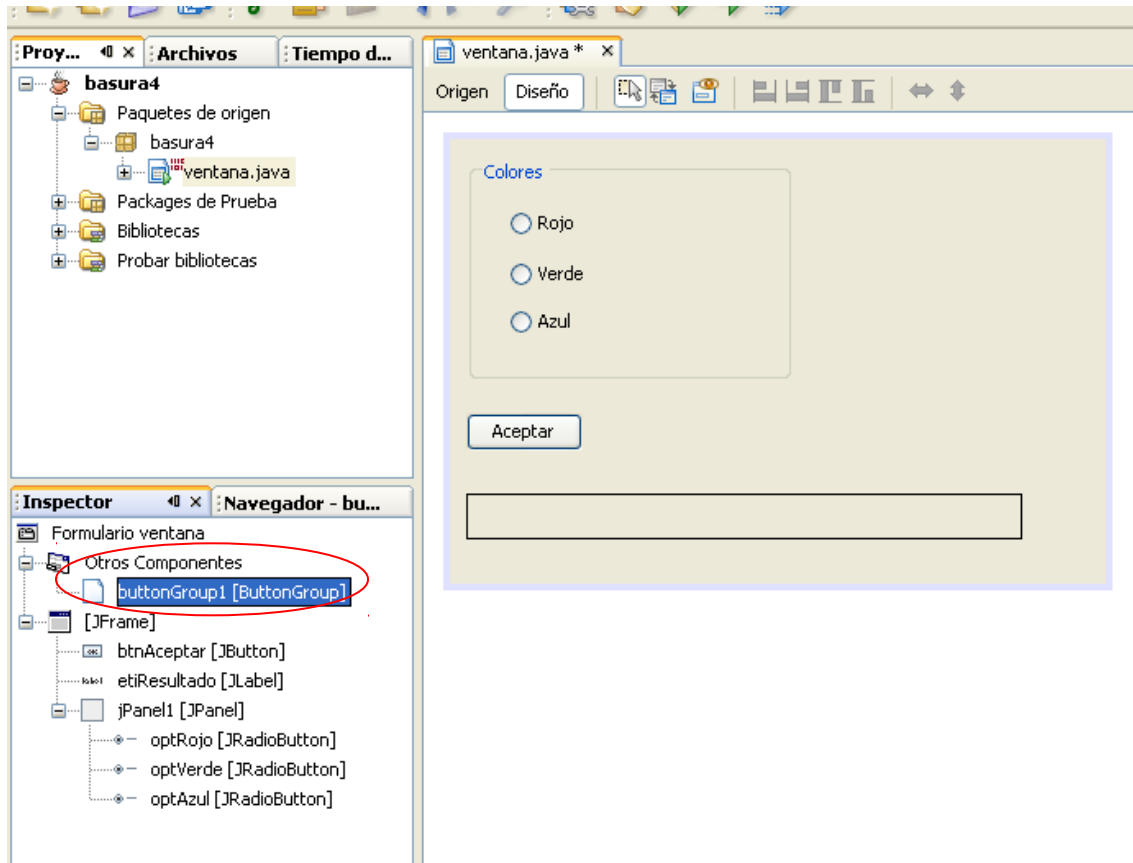 Proy...
Archivos
Tiempo d...
basura4
Paquetes de origen
basura4
ventana.java
Packages de Prueba
Bibliotecas
Probar bibliotecas
Inspector
Navegador - bu...
Formulario ventana
Otros Componentes
buttonGroup1 [ButtonGroup]
[JFrame]
btnAceptar [JButton]
etiResultado [JLabel]
jPanel1 [JPanel]
optRojo [JRadioButton]
optVerde [JRadioButton]
optAzul [JRadioButton]
ventana.java *
Origen Diseño
Colores
Rojo
Verde
Azul
Aceptar